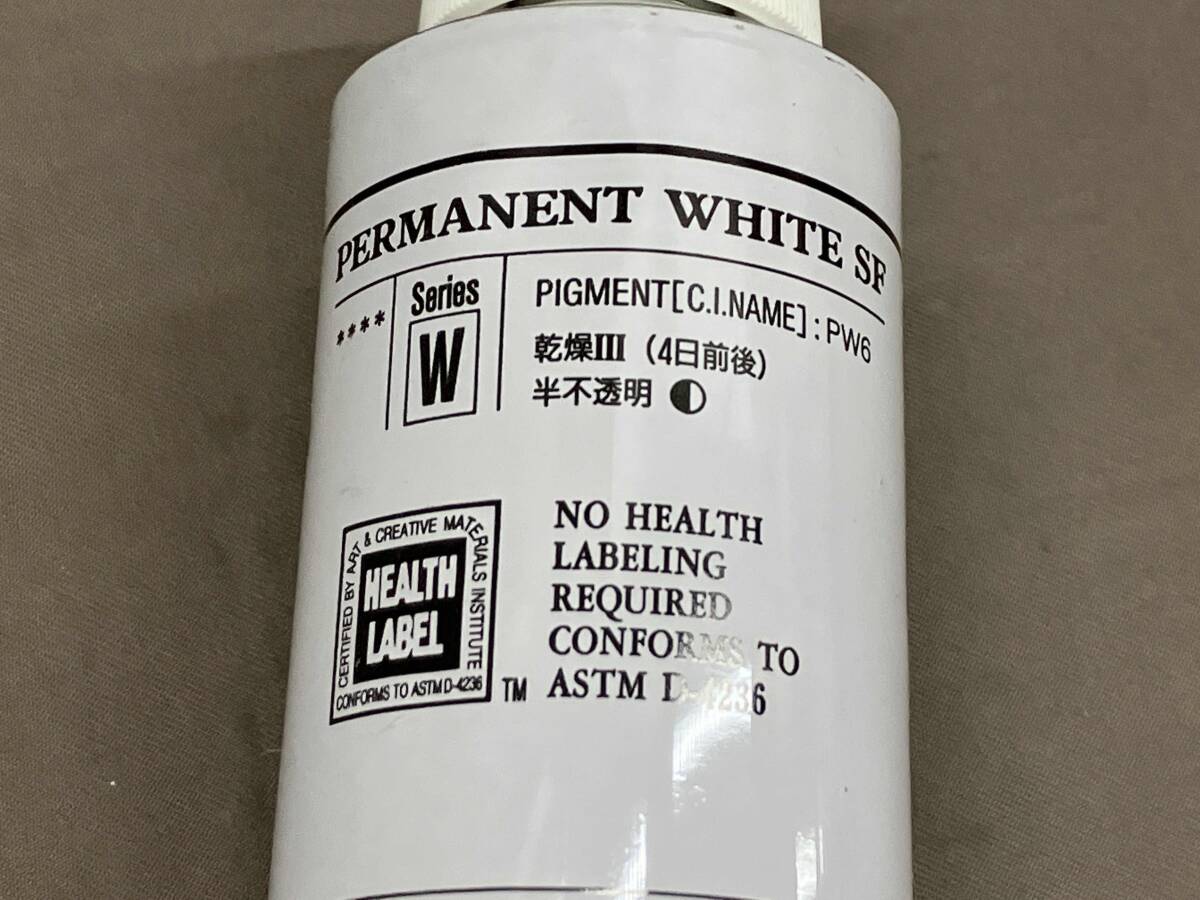 PERMANENT WHITE SF
****
Series
W
PIGMENT[C.I.NAME]:PW6
乾燥III (4日前後)
半不透明
CERTIFIED BY ART & CREATIVE MATERIALS INSTITUTE
HEALTH
LABEL
CONFORMS TO ASTM D-4236
TM
NO HEALTH
LABELING
REQUIRED
CONFORMS TO
ASTM D-4236